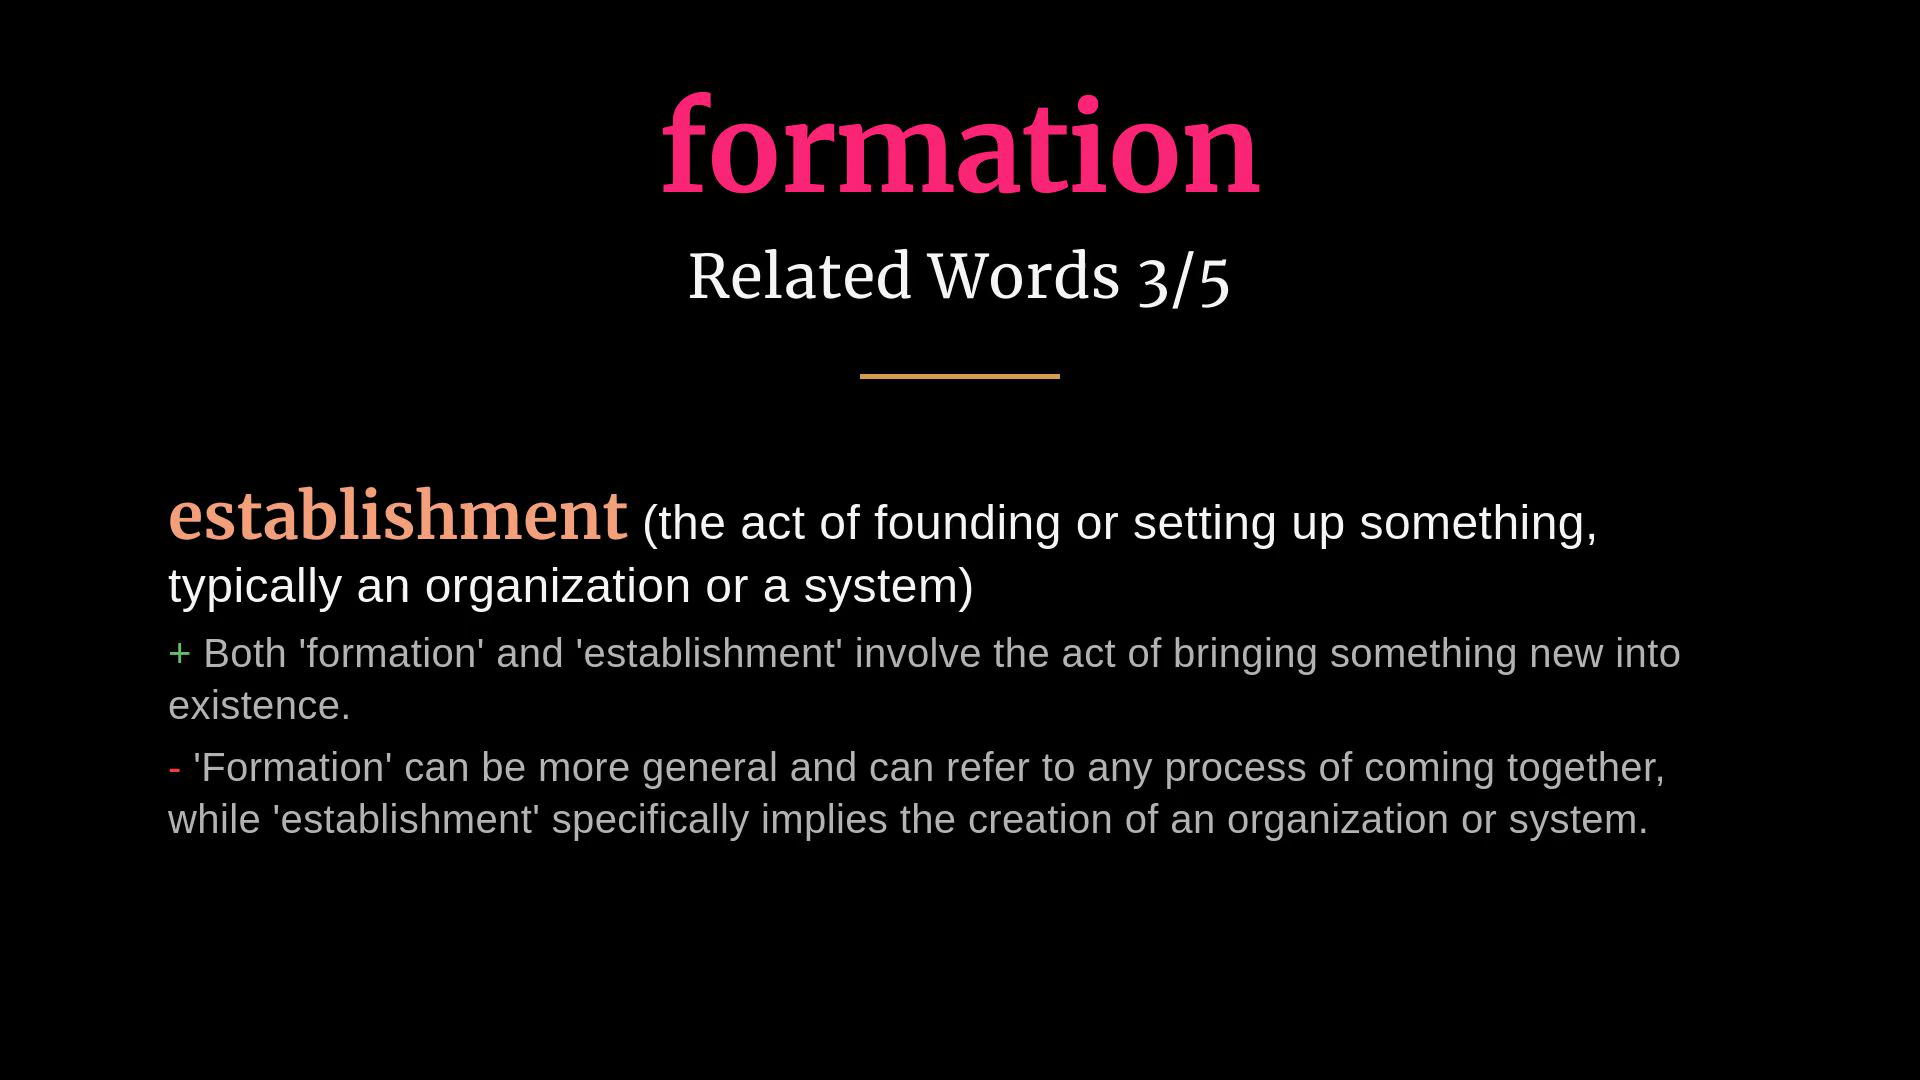 formation
Related Words 3/5
establishment (the act of founding or setting up something,
typically an organization or a system)
+ Both 'formation' and 'establishment' involve the act of bringing something new into
existence.
- 'Formation' can be more general and can refer to any process of coming together,
while 'establishment' specifically implies the creation of an organization or system.